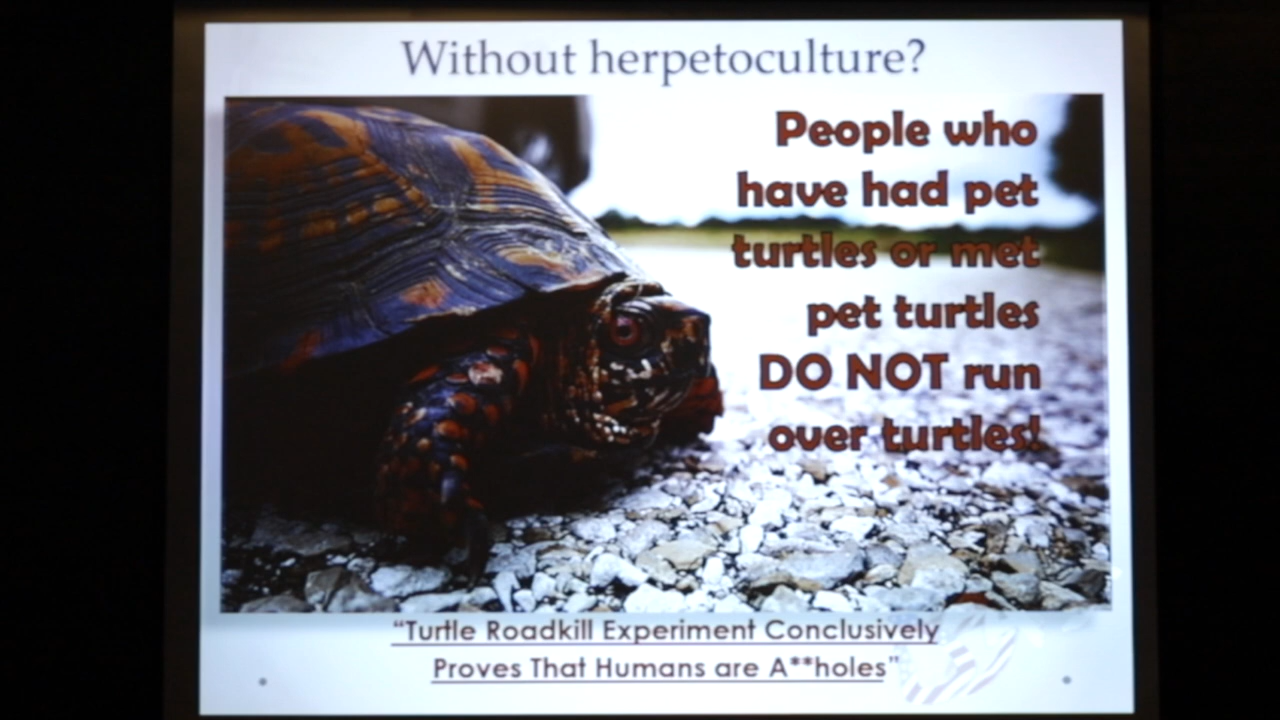 Without herpetoculture?
People who
have had pet
turtles or met
pet turtles
DO NOT run
over turtles!
“Turtle Roadkill Experiment Conclusively
Proves That Humans are A**holes”